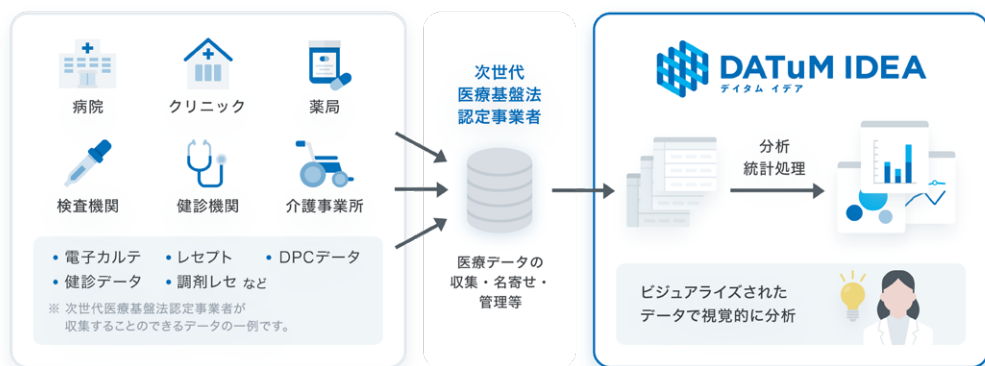 病院
クリニック
薬局
検査機関
健診機関
介護事業所
• 電子カルテ • レセプト • DPCデータ
• 健診データ • 調剤レセ など
※ 次世代医療基盤法認定事業者が
収集することのできるデータの一例です。
次世代
医療基盤法
認定事業者
医療データの
収集・名寄せ・
管理等
DATuM IDEA
デイタム イデア
分析
統計処理
ビジュアライズされた
データで視覚的に分析